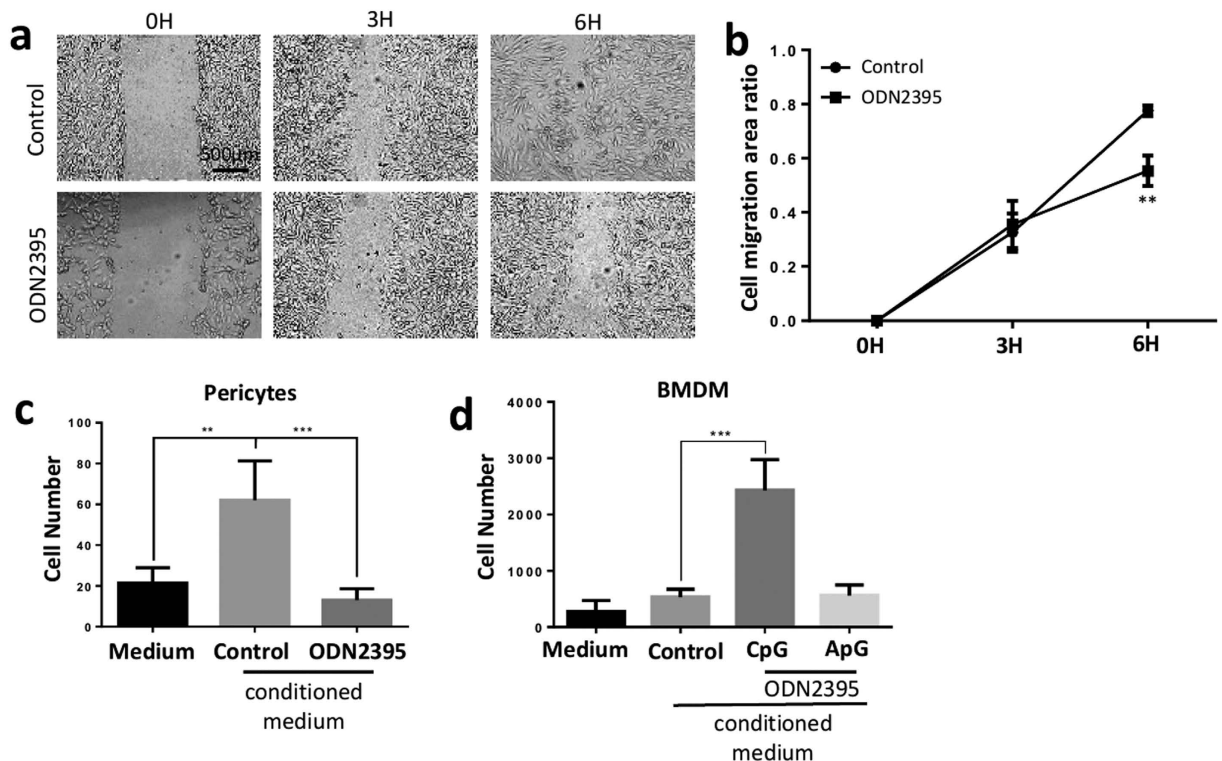 a
0H
3H
6H
Control
500μm
ODN2395
b
Cell migration area ratio
1.0
0.8
0.6
0.4
0.2
0.0
Control
ODN2395
**
0H
3H
6H
c
Pericytes
Cell Number
100
80
60
40
20
0
**
***
Medium
Control
ODN2395
conditioned
medium
d
BMDM
Cell Number
4000
3000
2000
1000
0
***
Medium
Control
CpG
ApG
ODN2395
conditioned
medium